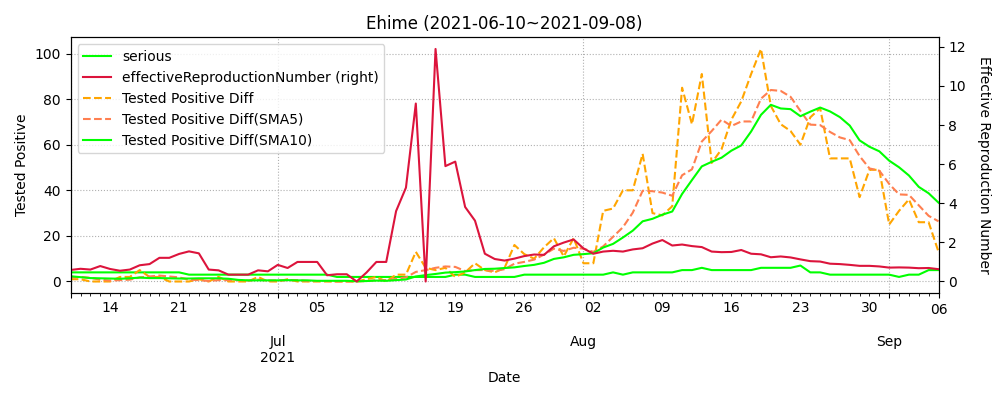 Ehime (2021-06-10~2021-09-08)
serious
effectiveReproductionNumber (right)
Tested Positive Diff
Tested Positive Diff(SMA5)
Tested Positive Diff(SMA10)
Tested Positive
100
80
60
40
20
0
12
10
8
6
4
2
0
Effective Reproduction Number
14 21 28 05 12 19 26 02 09 16 23 30 06
Jul Aug Sep
2021
Date